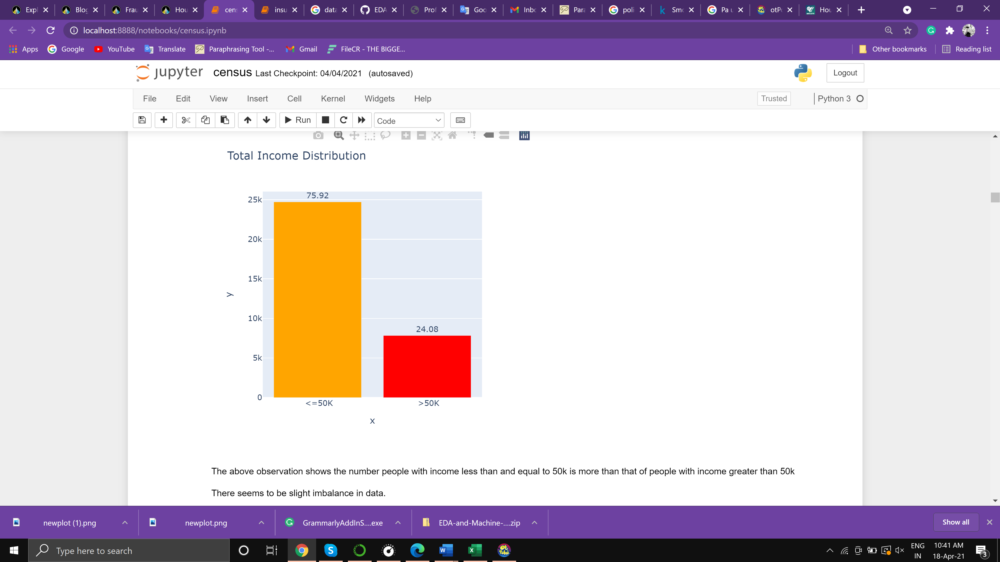 Expl Blog Frau Hou cens insu data EDA Prof Goo Inbo Para poli Smo Pa u otPo Hou
localhost:8888/notebooks/census.ipynb
Apps Google YouTube Translate Paraphrasing Tool -... Gmail FileCR - THE BIGGE... Other bookmarks Reading list
jupyter census Last Checkpoint: 04/04/2021 (autosaved) Logout
File Edit View Insert Cell Kernel Widgets Help Trusted Python 3
Run Code
Total Income Distribution
75.92
25k
20k
15k
y
10k
24.08
5k
0
<=50K >50K
x
The above observation shows the number people with income less than and equal to 50k is more than that of people with income greater than 50k
There seems to be slight imbalance in data.
newplot (1).png newplot.png GrammarlyAddInS....exe EDA-and-Machine-....zip Show all
Type here to search
ENG 10:41 AM
IN 18-Apr-21 3